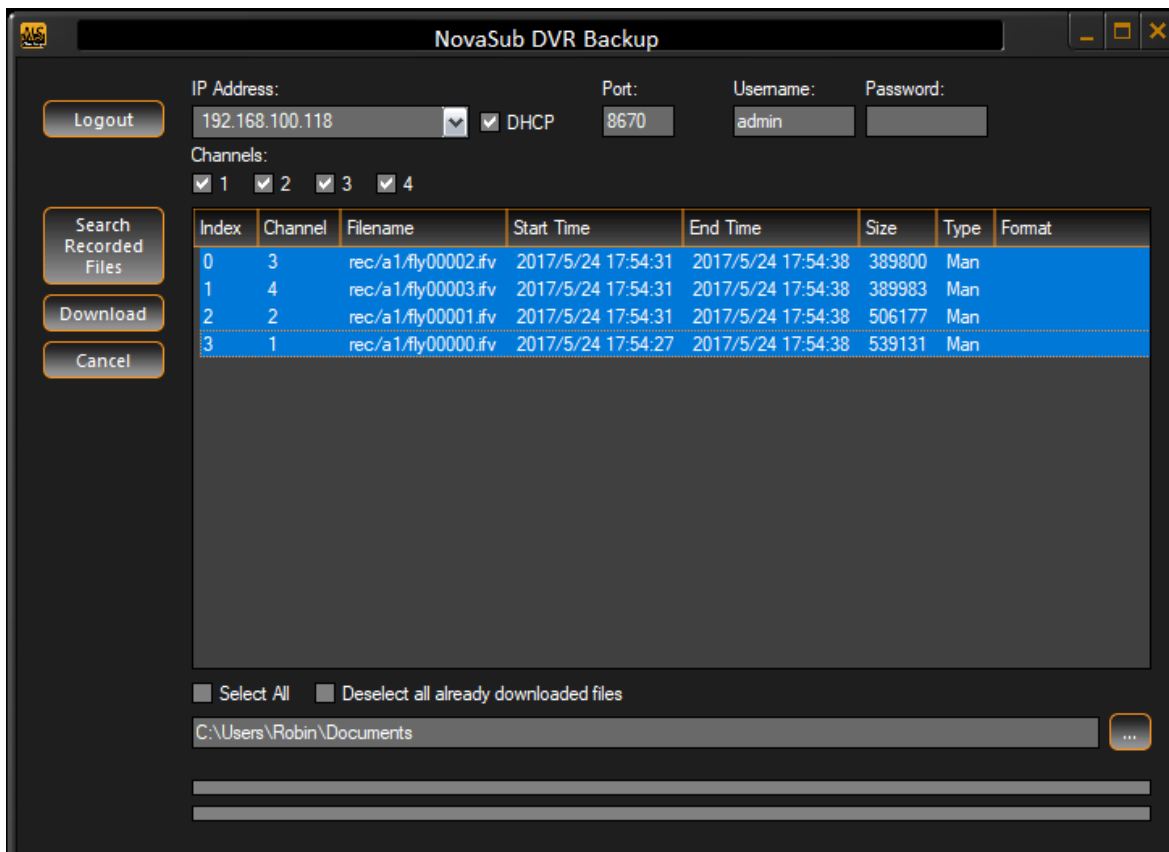 NovaSub DVR Backup
IP Address: Port: Username: Password:
Logout 192.168.100.118 DHCP 8670 admin
Channels:
1 2 3 4
Search Recorded Files
Download
Cancel
Index Channel Filename Start Time End Time Size Type Format
0 3 rec/a1/fly00002.ifv 2017/5/24 17:54:31 2017/5/24 17:54:38 389800 Man
1 4 rec/a1/fly00003.ifv 2017/5/24 17:54:31 2017/5/24 17:54:38 389983 Man
2 2 rec/a1/fly00001.ifv 2017/5/24 17:54:31 2017/5/24 17:54:38 506177 Man
3 1 rec/a1/fly00000.ifv 2017/5/24 17:54:27 2017/5/24 17:54:38 539131 Man
Select All Deselect all already downloaded files
C:\Users\Robin\Documents ...